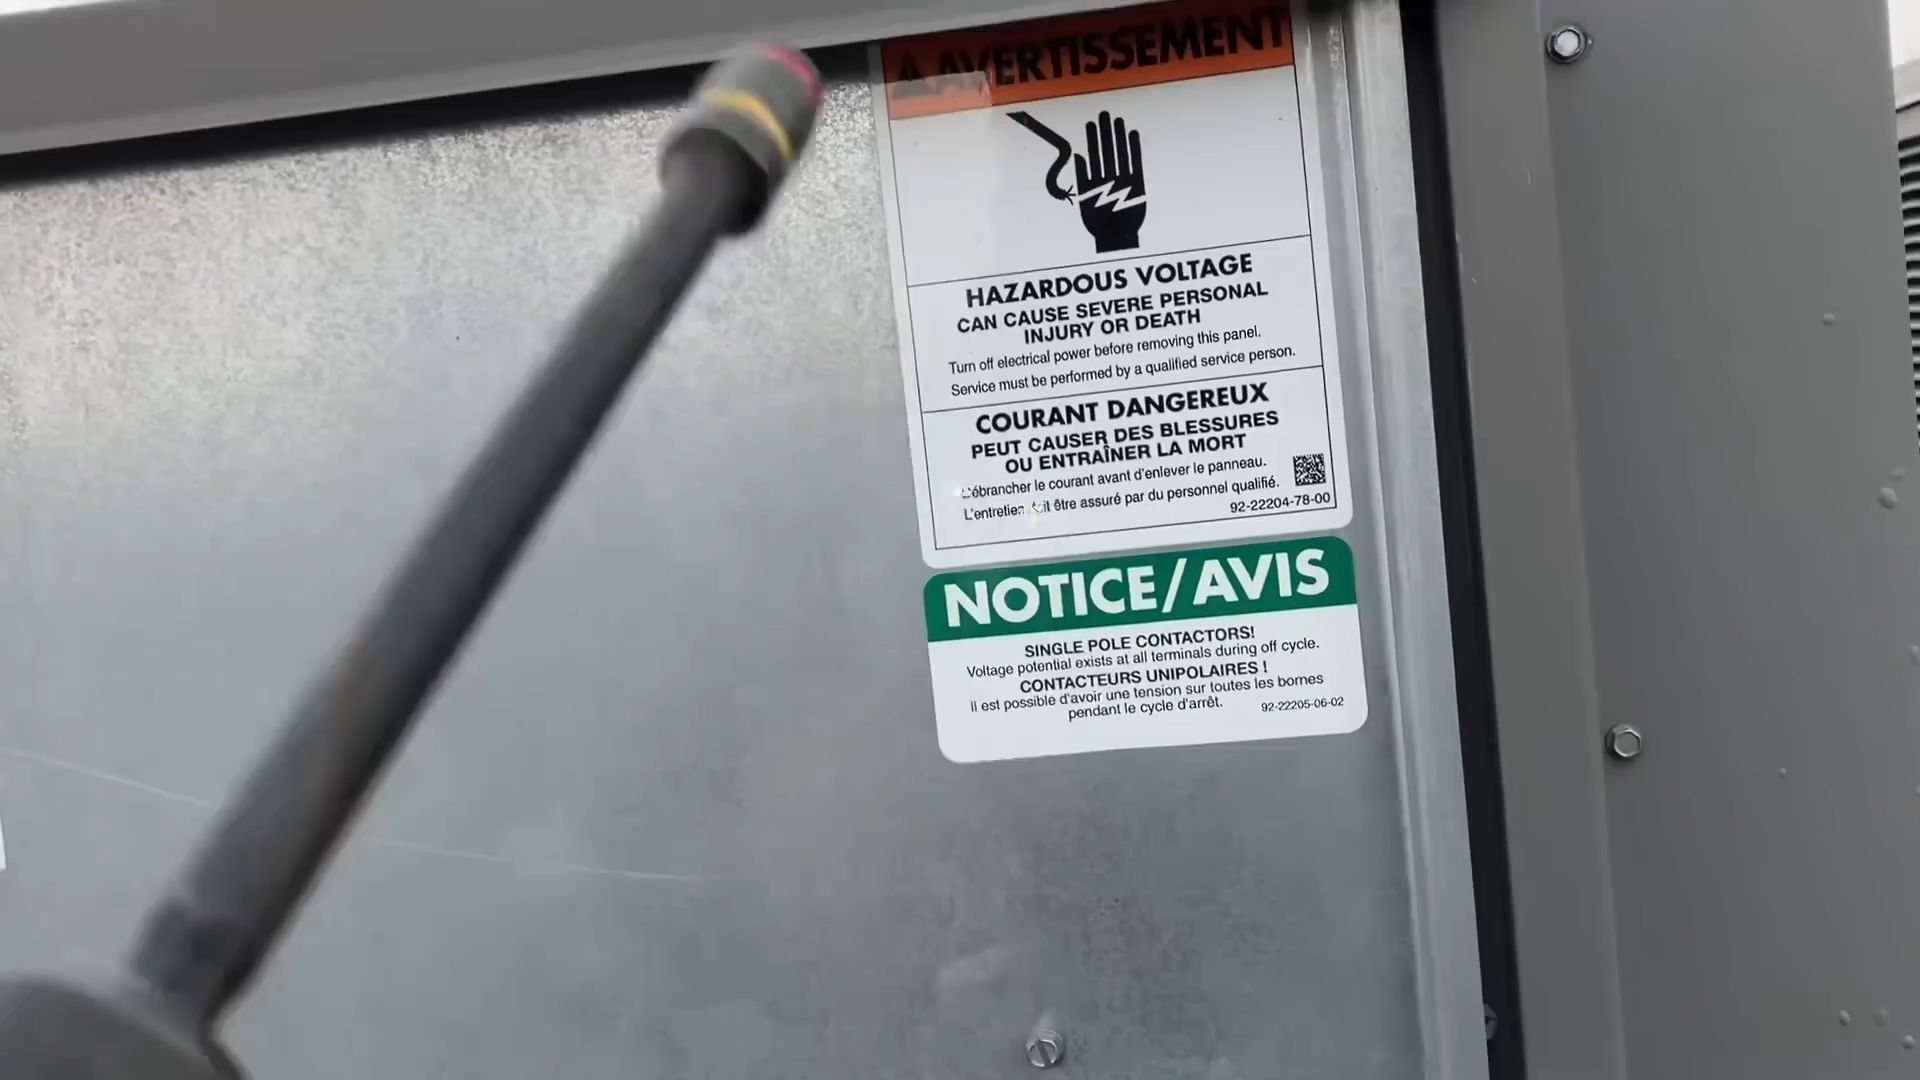 ⚠ AVERTISSEMENT
HAZARDOUS VOLTAGE
CAN CAUSE SEVERE PERSONAL
INJURY OR DEATH
Turn off electrical power before removing this panel.
Service must be performed by a qualified service person.
COURANT DANGEREUX
PEUT CAUSER DES BLESSURES
OU ENTRAÎNER LA MORT
Débrancher le courant avant d'enlever le panneau.
L'entretien doit être assuré par du personnel qualifié.
92-22204-78-00
NOTICE/AVIS
SINGLE POLE CONTACTORS!
Voltage potential exists at all terminals during off cycle.
CONTACTEURS UNIPOLAIRES !
Il est possible d'avoir une tension sur toutes les bornes
pendant le cycle d'arrêt.
92-22205-06-02